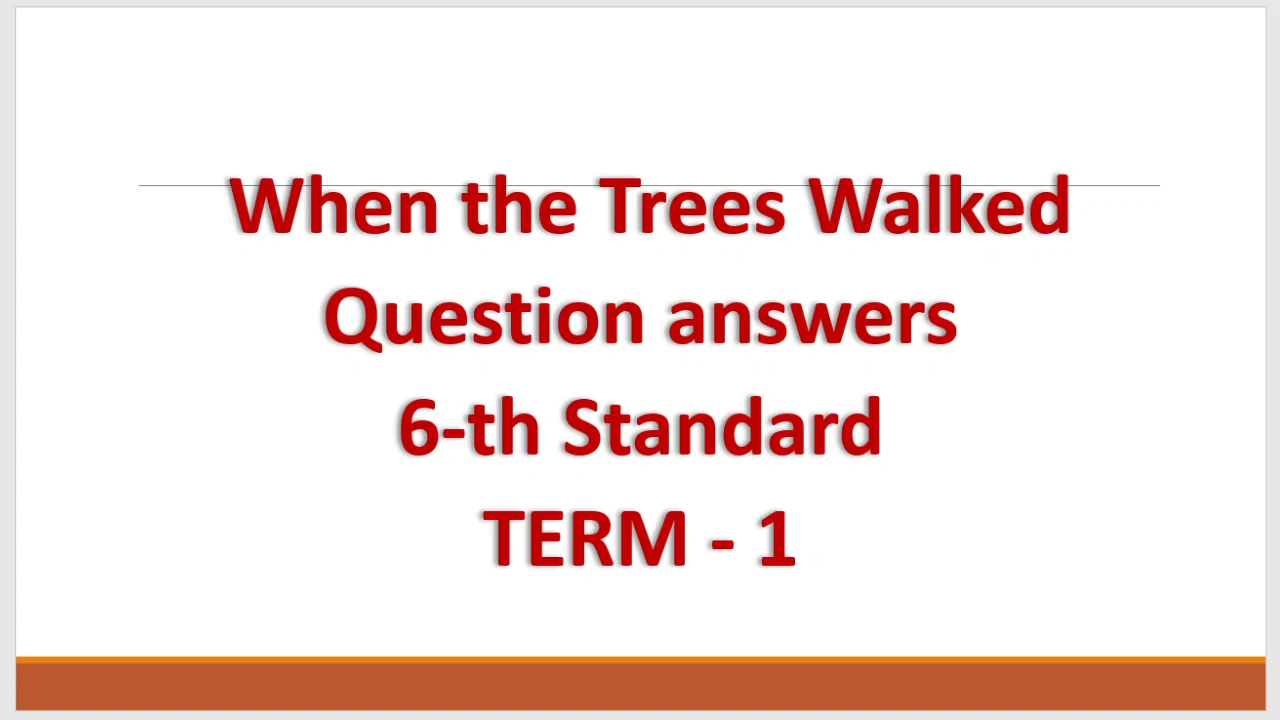 When the Trees Walked
Question answers
6-th Standard
TERM - 1